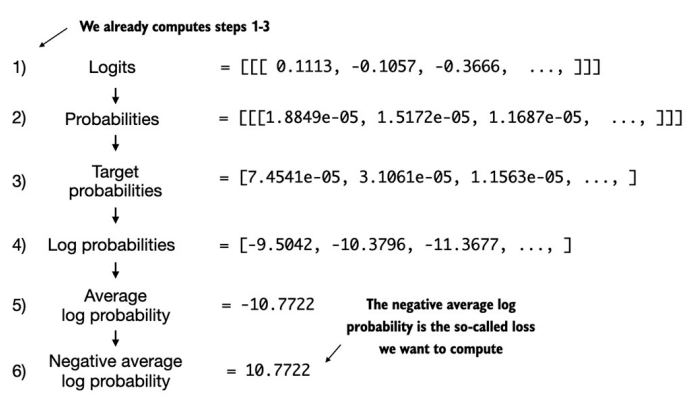 We already computes steps 1-3
1) Logits = [[[ 0.1113, -0.1057, -0.3666, ..., ]]]
2) Probabilities = [[[1.8849e-05, 1.5172e-05, 1.1687e-05, ..., ]]]
3) Target
probabilities = [7.4541e-05, 3.1061e-05, 1.1563e-05, ..., ]
4) Log probabilities = [-9.5042, -10.3796, -11.3677, ..., ]
5) Average
log probability = -10.7722
The negative average log
probability is the so-called loss
we want to compute
6) Negative average
log probability = 10.7722